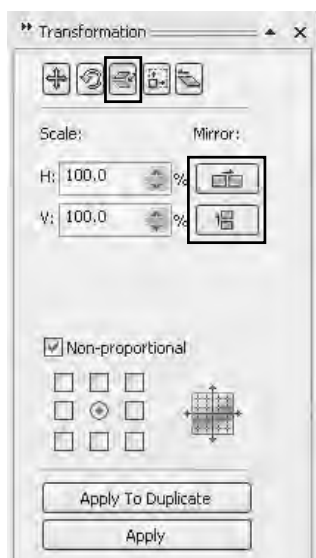 Transformation
Scale: Mirror:
H: 100.0 %
V: 100.0 %
Non-proportional
Apply To Duplicate
Apply